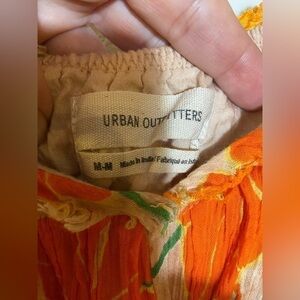 URBAN OUTFITTERS
M-M Made in India/Fabriqué en Inde